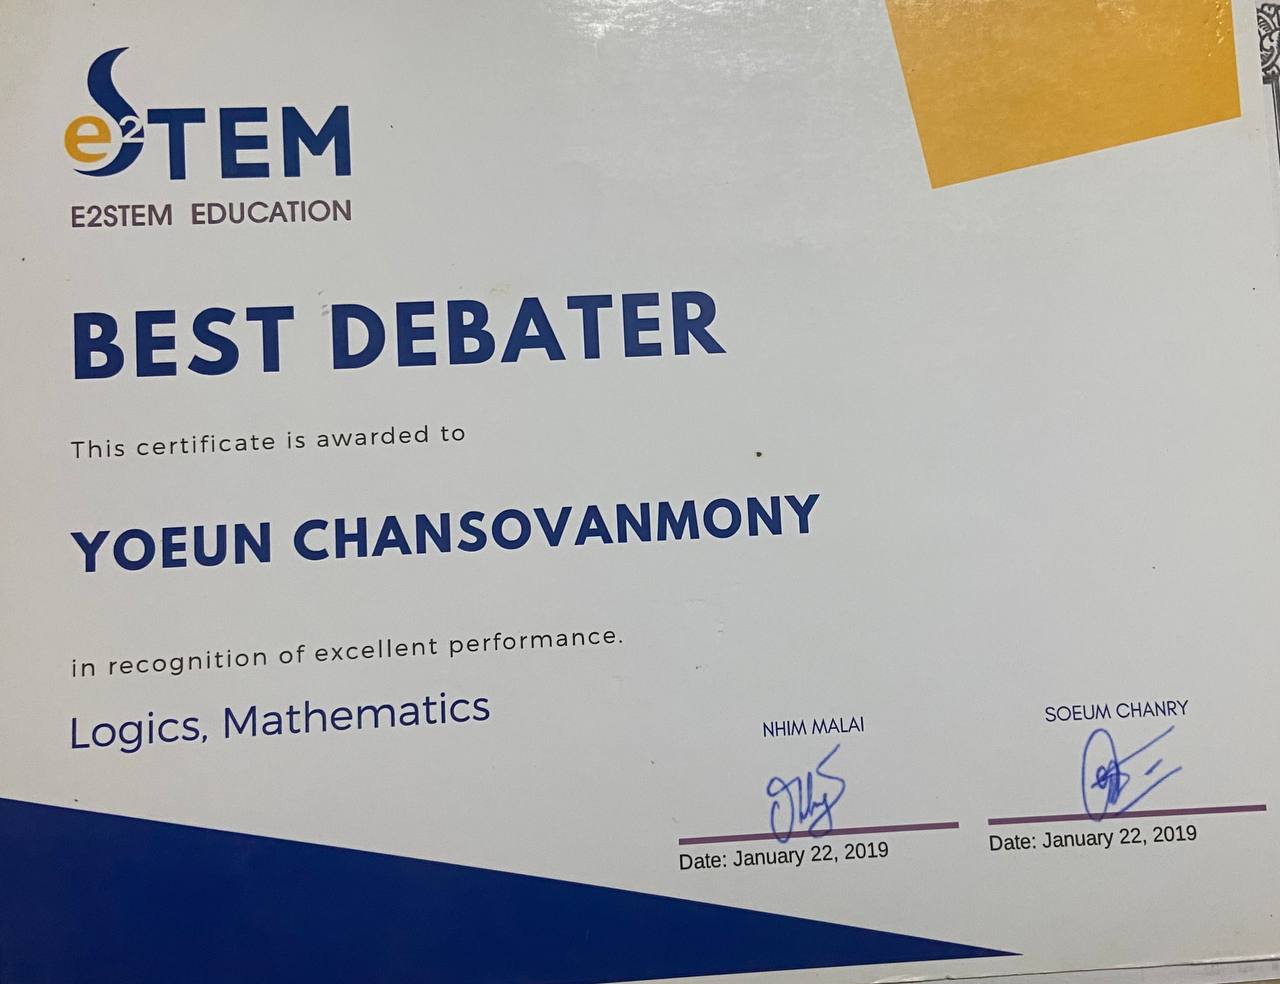 e²STEM
E2STEM EDUCATION
BEST DEBATER
This certificate is awarded to
YOEUN CHANSOVANMONY
in recognition of excellent performance.
Logics, Mathematics
NHIM MALAI
Date: January 22, 2019
SOEUM CHANRY
Date: January 22, 2019